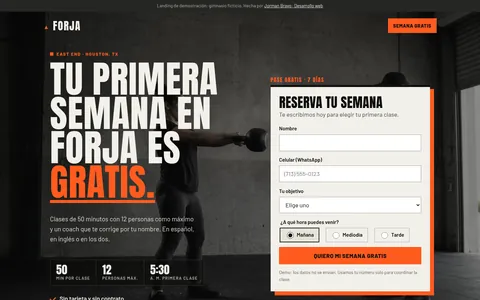 Landing de demostración: gimnasio ficticio. Hecha por Jorman Bravo · Desarrollo web
FORJA
SEMANA GRATIS
EAST END · HOUSTON, TX
TU PRIMERA
SEMANA EN
FORJA ES
GRATIS.
Clases de 50 minutos con 12 personas como máximo
y un coach que te corrige por tu nombre. En español,
en inglés o en los dos.
50
MIN POR CLASE
12
PERSONAS MÁX.
5:30
A. M. PRIMERA CLASE
✓ Sin tarjeta y sin contrato
PASE GRATIS · 7 DÍAS
RESERVA TU SEMANA
Te escribimos hoy para elegir tu primera clase.
Nombre
Celular (WhatsApp)
(713) 555-0123
Tu objetivo
Elige uno
¿A qué hora puedes venir?
Mañana
Mediodía
Tarde
QUIERO MI SEMANA GRATIS
Demo: los datos no se envían. Usamos tu número solo para coordinar tu
clase.